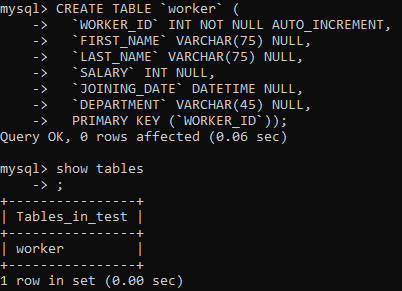 mysql> CREATE TABLE `worker` (
    ->   `WORKER_ID` INT NOT NULL AUTO_INCREMENT,
    ->   `FIRST_NAME` VARCHAR(75) NULL,
    ->   `LAST_NAME` VARCHAR(75) NULL,
    ->   `SALARY` INT NULL,
    ->   `JOINING_DATE` DATETIME NULL,
    ->   `DEPARTMENT` VARCHAR(45) NULL,
    ->   PRIMARY KEY (`WORKER_ID`));
Query OK, 0 rows affected (0.06 sec)

mysql> show tables
    -> ;
+----------------+
| Tables_in_test |
+----------------+
| worker         |
+----------------+
1 row in set (0.00 sec)